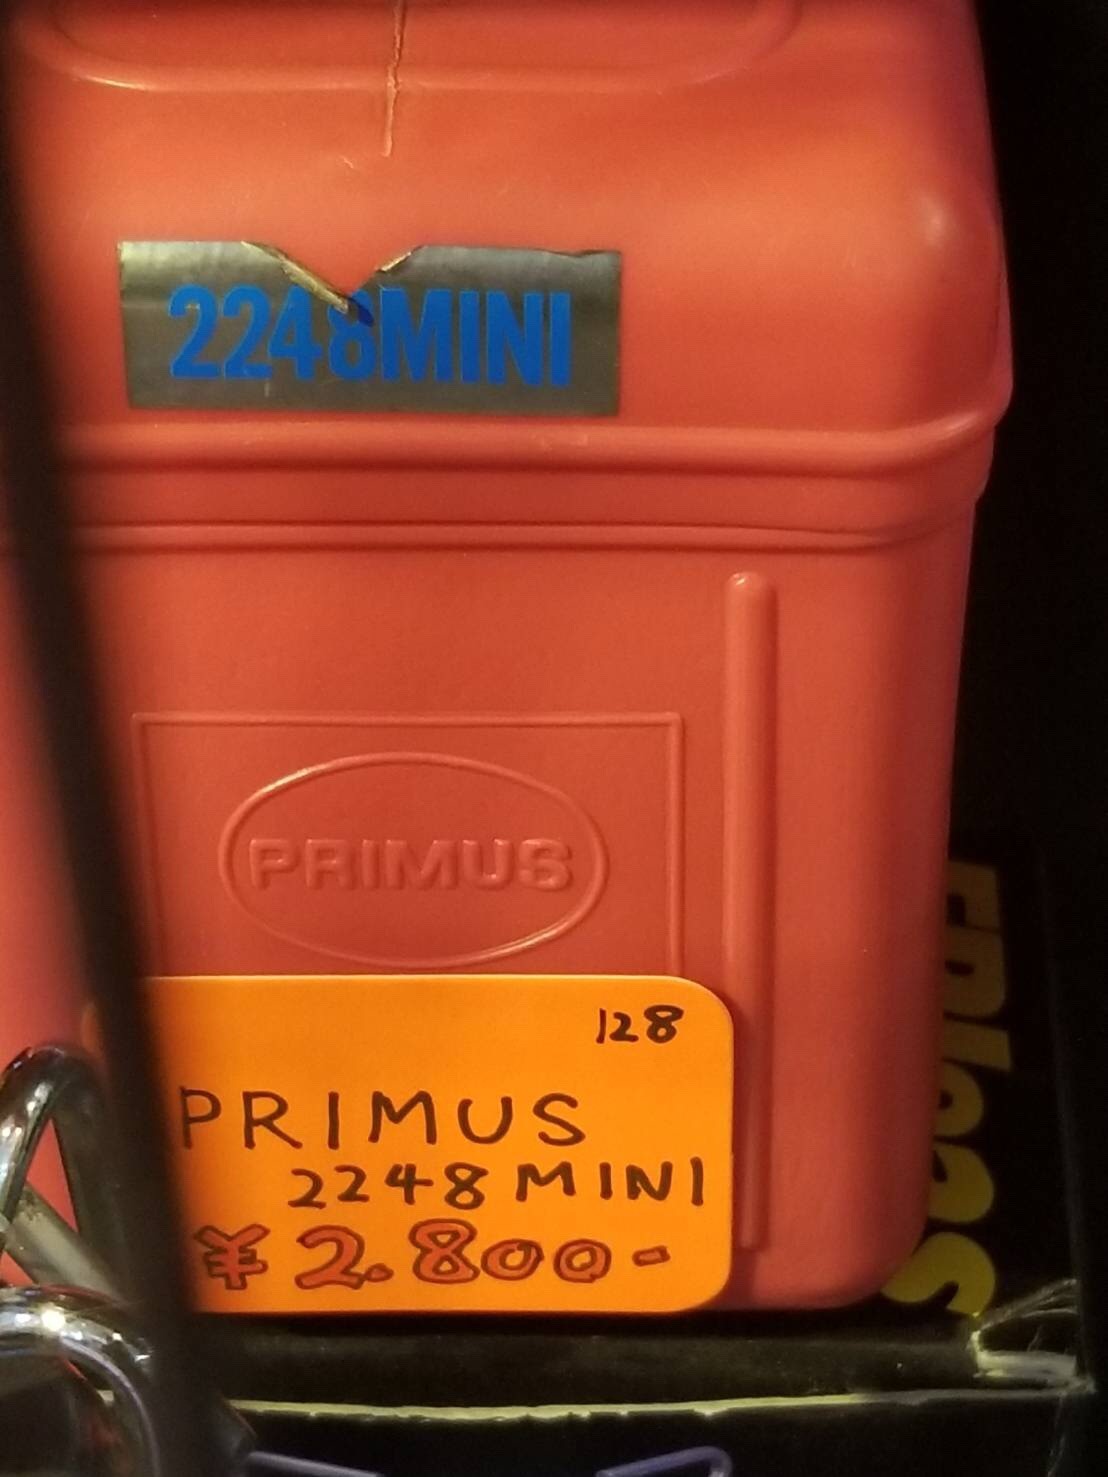 2248MINI
PRIMUS
128
PRIMUS
2248 MINI
¥2.800-